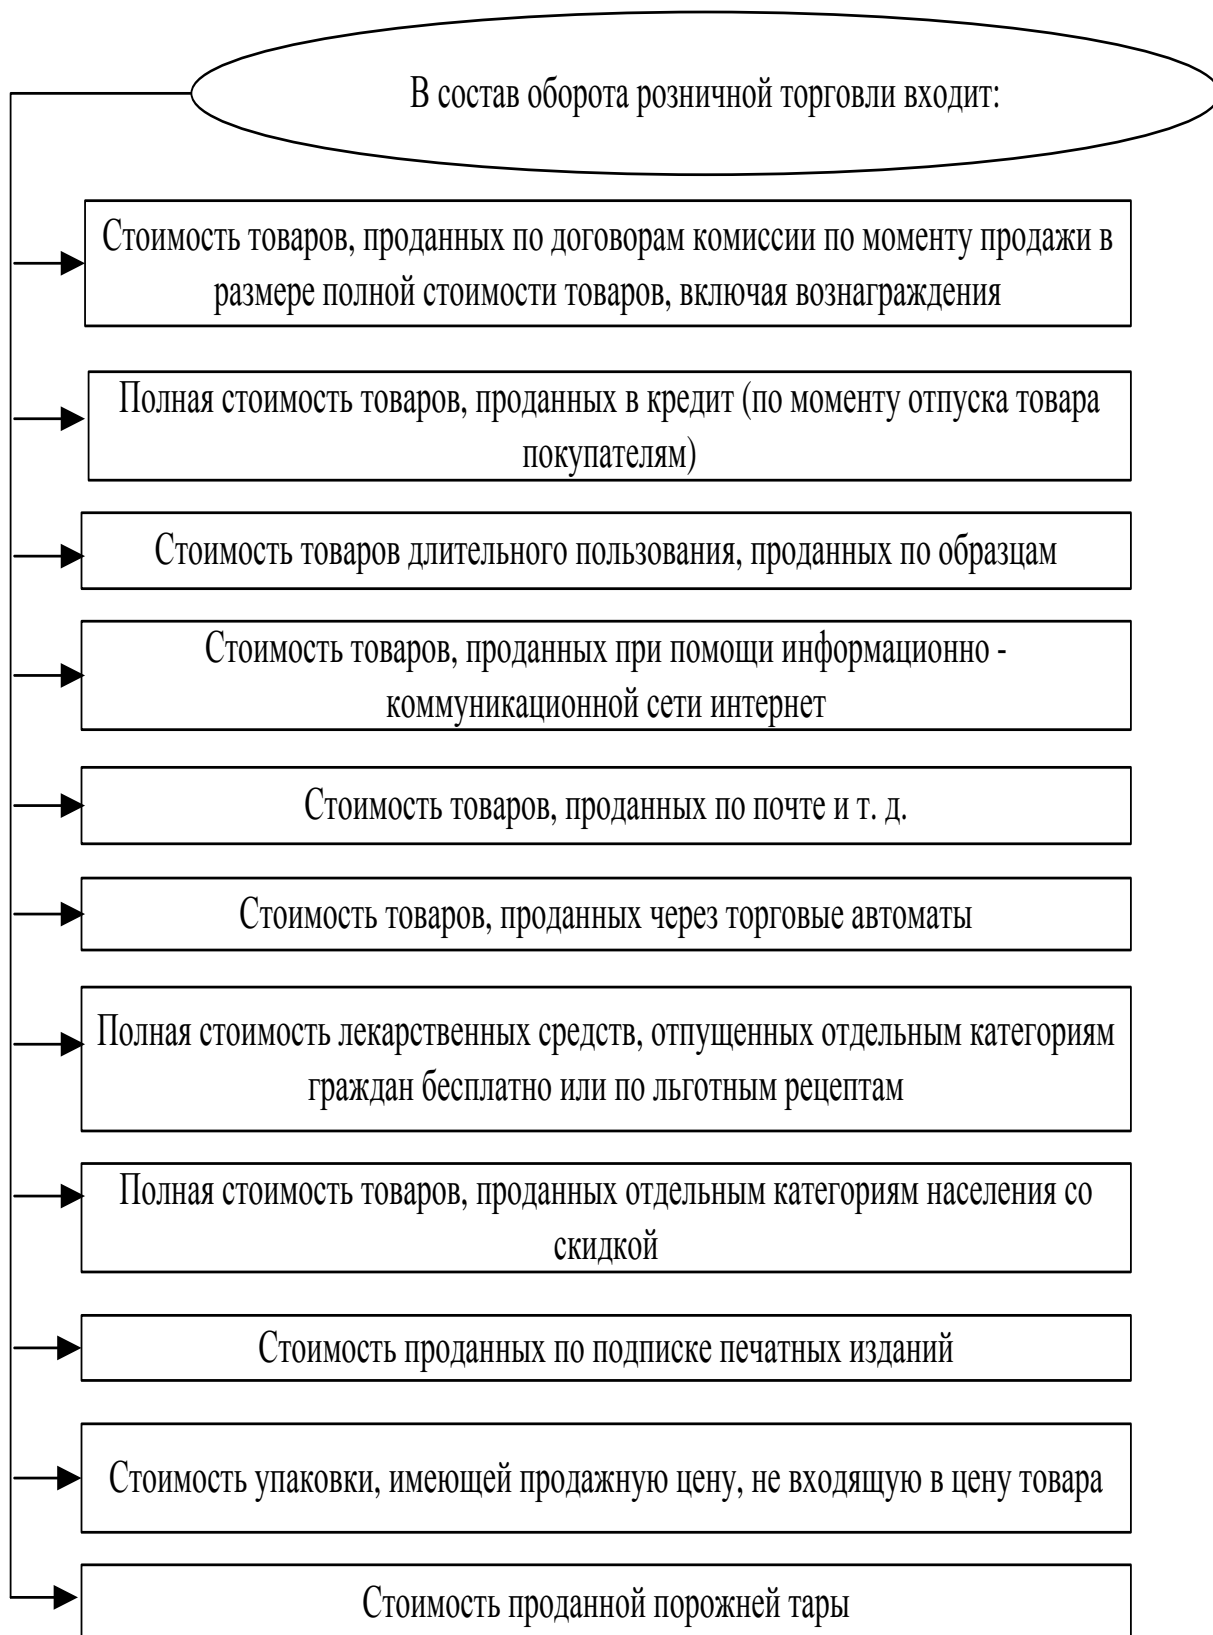 В состав оборота розничной торговли входит:
Стоимость товаров, проданных по договорам комиссии по моменту продажи в
размере полной стоимости товаров, включая вознаграждения
Полная стоимость товаров, проданных в кредит (по моменту отпуска товара
покупателям)
Стоимость товаров длительного пользования, проданных по образцам
Стоимость товаров, проданных при помощи информационно -
коммуникационной сети интернет
Стоимость товаров, проданных по почте и т. д.
Стоимость товаров, проданных через торговые автоматы
Полная стоимость лекарственных средств, отпущенных отдельным категориям
граждан бесплатно или по льготным рецептам
Полная стоимость товаров, проданных отдельным категориям населения со
скидкой
Стоимость проданных по подписке печатных изданий
Стоимость упаковки, имеющей продажную цену, не входящую в цену товара
Стоимость проданной порожней тары